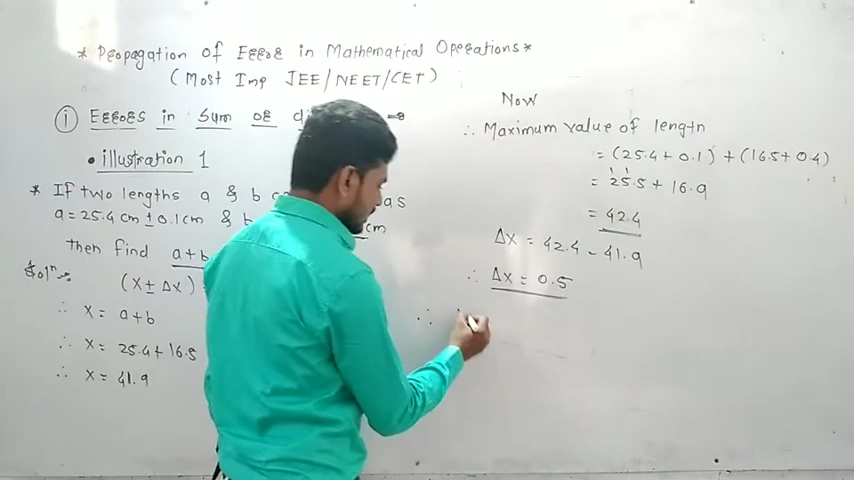 * Propagation of Error in Mathematical Operations *
(Most Imp JEE/NEET/CET)
i Errors in Sum or
• illustration 1
* If two lengths a & b as
a = 25.4 cm ± 0.1 cm & cm
then find a+b
Solⁿ→ (x ± Δx)
∴ x = a+b
∴ x = 25.4 + 16.5
∴ x = 41.9
Now
∴ Maximum value of length
= (25.4 + 0.1) + (16.5 + 0.4)
= 25.5 + 16.9
= 42.4
Δx = 42.4 - 41.9
∴ Δx = 0.5
∴